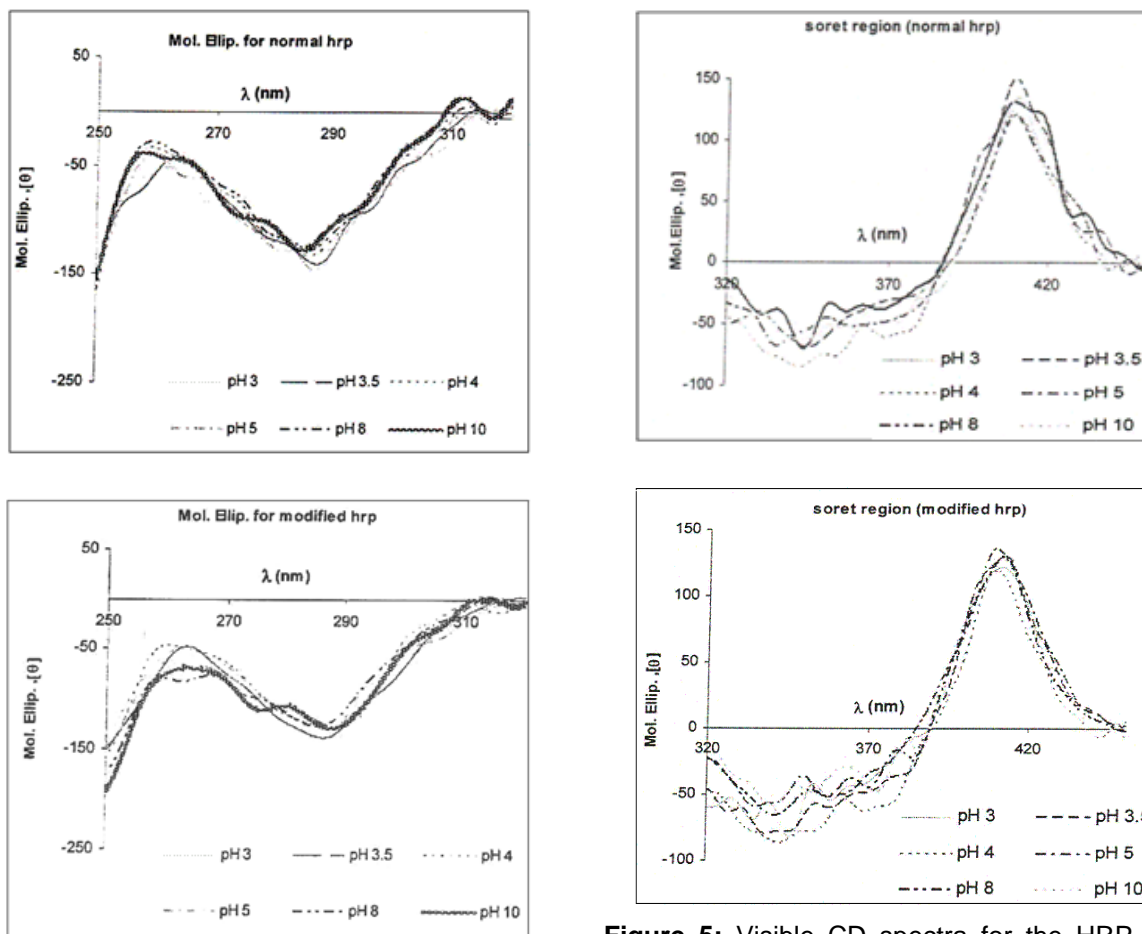 Mol. Elip. for normal hrp
50
λ (nm)
250
270
290
310
-50
-150
-250
Mol. Ellip. ,[θ]
pH 3
pH 3.5
pH 4
pH 5
pH 8
pH 10
soret region (normal hrp)
150
100
50
0
-50
-100
λ (nm)
320
370
420
Mol.Ellip. ,[θ]
pH 3
pH 3.5
pH 4
pH 5
pH 8
pH 10
Mol. Elip. for modified hrp
50
λ (nm)
250
270
290
310
-50
-150
-250
Mol. Ellip. ,[θ]
pH 3
pH 3.5
pH 4
pH 5
pH 8
pH 10
soret region (modified hrp)
150
100
50
0
-50
-100
λ (nm)
320
370
420
Mol. Ellip. ,[θ]
pH 3
pH 3.5
pH 4
pH 5
pH 8
pH 10
Figure 5: Visible CD spectra for the HRP